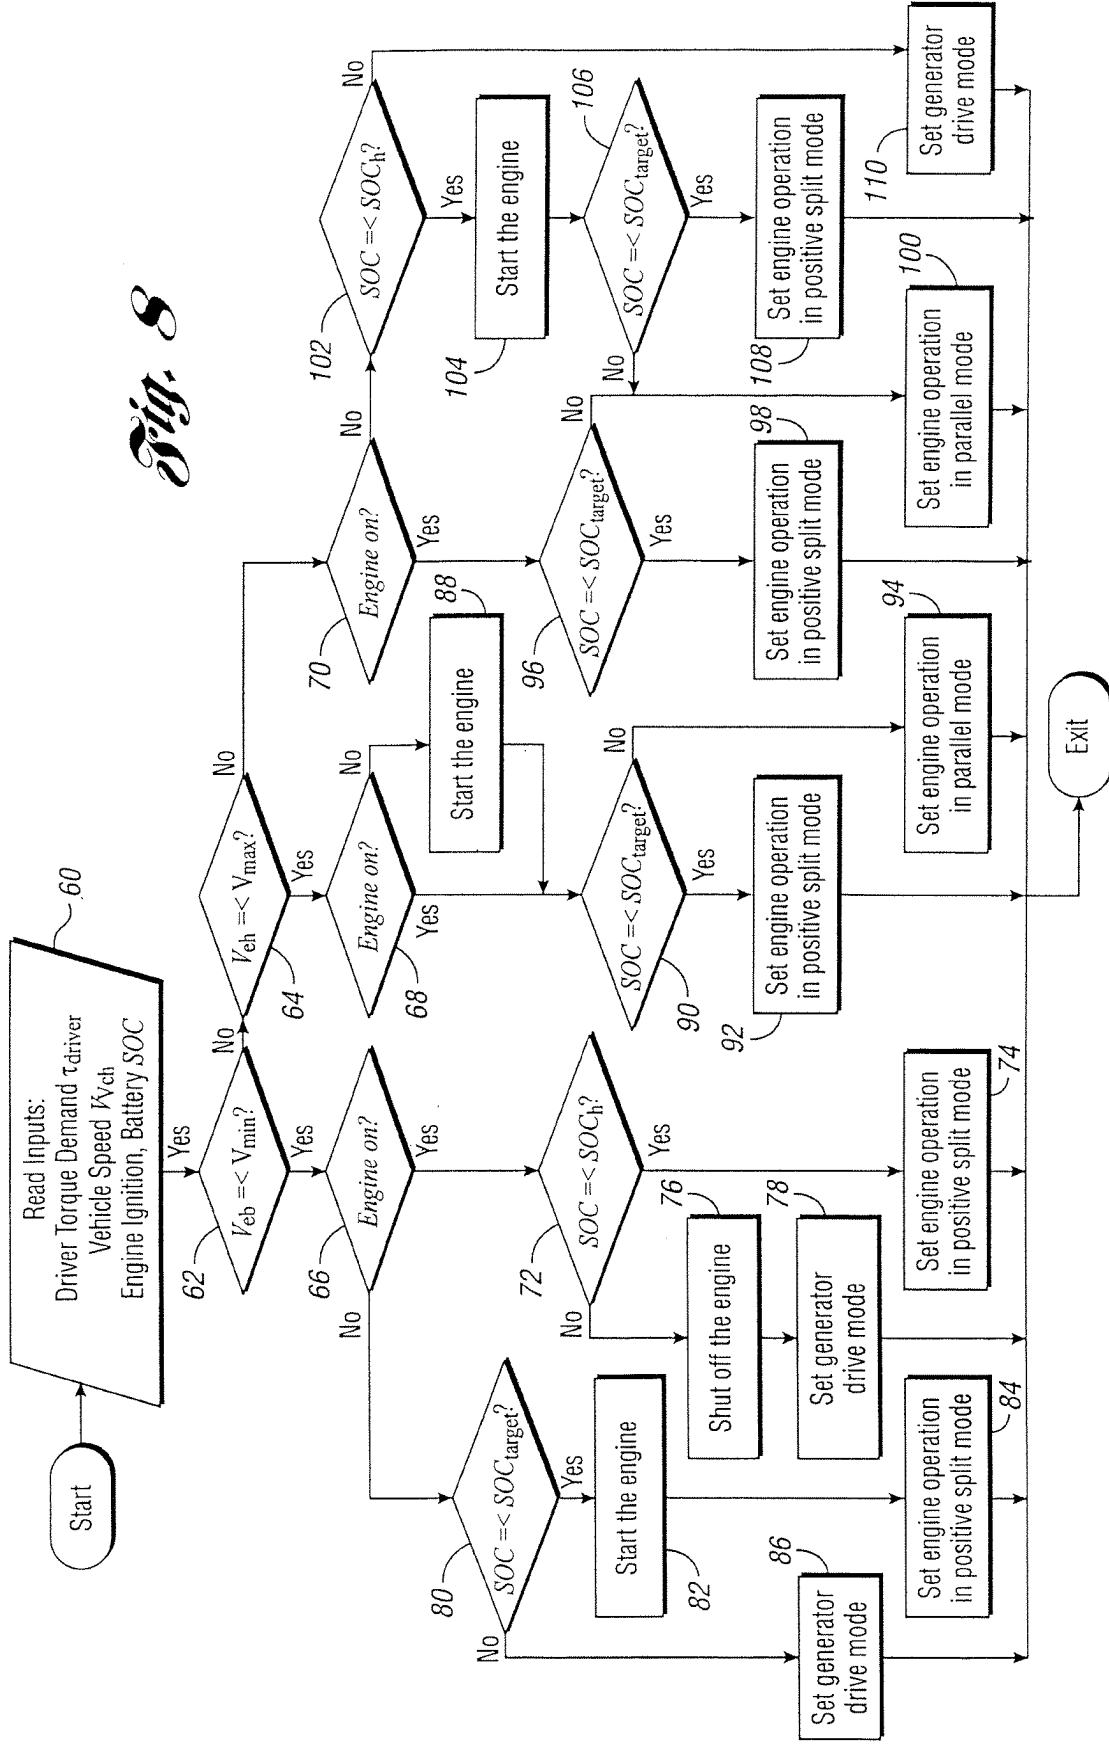 Fig. 8
Start
Read Inputs:
Driver Torque Demand τdriver
Vehicle Speed Vvch
Engine Ignition, Battery SOC
60
Yes
Veb =< Vmin?
62
No
Yes
Veh =< Vmax?
64
No
Yes
Engine on?
66
No
Yes
Engine on?
68
No
Yes
Start the engine
88
Engine on?
70
No
Yes
SOC =< SOCh?
102
No
Yes
Start the engine
104
SOC =< SOCtarget?
106
No
Yes
SOC =< SOCtarget?
80
No
Yes
Start the engine
82
SOC =< SOCh?
72
No
Yes
Shut off the engine
76
Set generator
drive mode
78
SOC =< SOCtarget?
90
No
Yes
SOC =< SOCtarget?
96
No
Yes
Set generator
drive mode
86
Set engine operation
in positive split mode
84
Set engine operation
in positive split mode
74
Set engine operation
in positive split mode
92
Set engine operation
in parallel mode
94
Set engine operation
in positive split mode
98
Set engine operation
in parallel mode
100
Set engine operation
in positive split mode
108
Set generator
drive mode
110
Exit